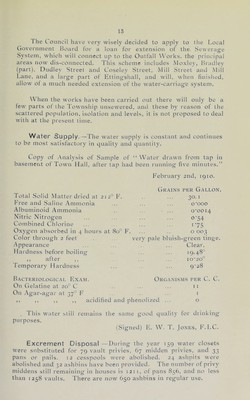 15
The Council have very wisely decided to apply to the Local
Government Board for a loan for extension of the Sewerage
System, which will connect up to the Outfall Works, the principal
areas now dis-connected. This scheme includes Moxley, Bradley
(part), Dudley Street and Coseley Street, Mill Street and Mill
Lane, and a large part of Ettingshall, and will, when finished,
allow of a much needed extension of the water-carriage system.
When the works have been carried out there will only be a
few parts of the Township unsewered, and these by reason of the
scattered population, isolation and levels, it is not proposed to deal
with at the present time.
Water Supply.—The water supply is constant and continues
to be most satisfactory in quality and quantity.
Copy of Analysis of Sample of "Water drawn from tap in
basement of Town Hall, after tap had been running five minutes."
February 2nd, 1910.
Grains per Gallon.
Total Solid Matter dried at 212° F. 30.1
Free and Saline Ammonia 0'000
Albuminoid Ammonia 0'0014
Nitric Nitrogen 0'54
Combined Chlorine 1'75
Oxygen absorbed in 4 hours at 80° F. 0 003
Color through 2 feet very pale bluish-green tinge.
Appearance Clear.
Hardness before boiling 19.48°
,, after ,, 10'20°
Temporary Hardness 9'28
Bacteriological Exam. Organisms per C. C.
On Gelatine at 20° C 11
On Agar-agar at 37° F 1
,, ,, ,, acidified and phenolized 0
This water still remains the same good quality for drinking
purposes.
(Signed) E. W. T. Jones, F.I.C.
Excrement Disposal—During the year 159 water closets
were substituted for 79 vault privies, 67 midden privies, and 33
pans or pails. 12 cesspools were abolished. 24 ashpits were
abolished and 32 ashbins have been provided. The number of privy
middens still remaining in houses is 1211, of pans 856, and no less
than 1258 vaults. There are now 650 ashbins in regular use.